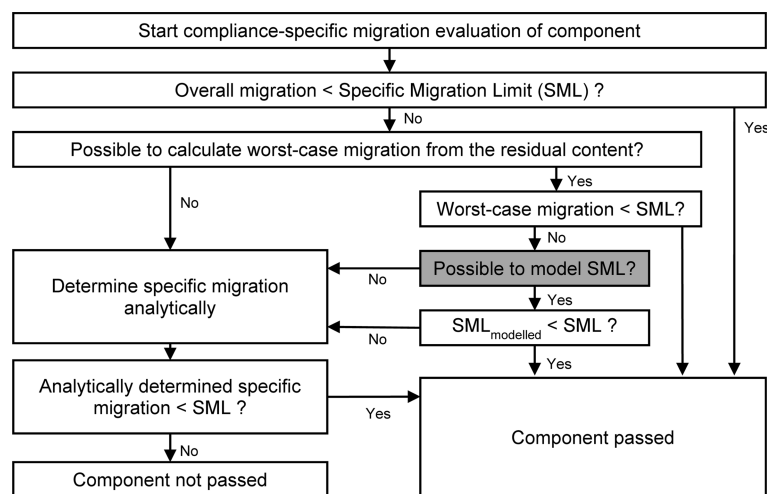 Start compliance-specific migration evaluation of component
Overall migration < Specific Migration Limit (SML) ?
No
Yes
Possible to calculate worst-case migration from the residual content?
No
Yes
Worst-case migration < SML?
No
Possible to model SML?
No
Yes
Determine specific migration
analytically
SMLmodelled < SML ?
No
Yes
Analytically determined specific
migration < SML ?
Yes
Component passed
No
Component not passed